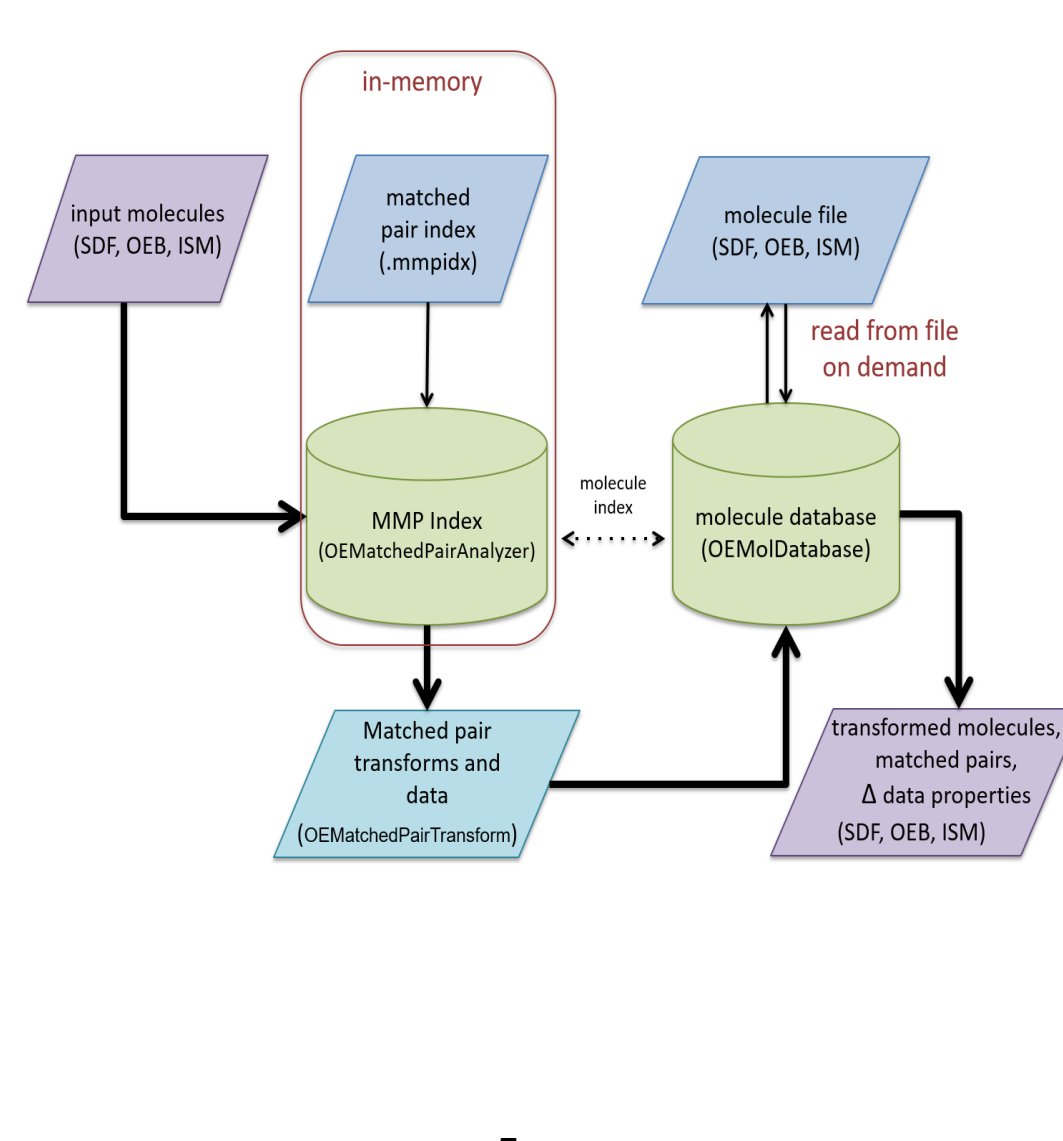 in-memory
input molecules
(SDF, OEB, ISM)
matched
pair index
(.mmpidx)
molecule file
(SDF, OEB, ISM)
read from file
on demand
MMP Index
(OEMatchedPairAnalyzer)
molecule
index
molecule database
(OEMolDatabase)
Matched pair
transforms and
data
(OEMatchedPairTransform)
transformed molecules,
matched pairs,
Δ data properties
(SDF, OEB, ISM)